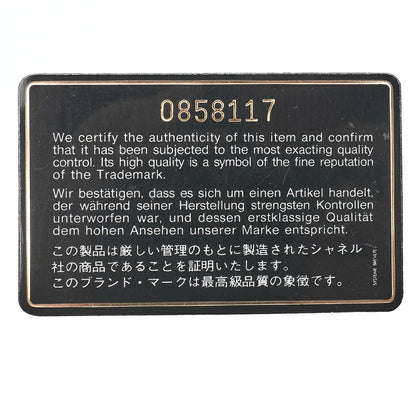 0858117
We certify the authenticity of this item and confirm
that it has been subjected to the most exacting quality
control. Its high quality is a symbol of the fine reputation
of the Trademark.
Wir bestätigen, dass es sich um einen Artikel handelt,
der während seiner Herstellung strengsten Kontrollen
unterworfen war, und dessen erstklassige Qualität
dem hohen Ansehen unserer Marke entspricht.
この製品は厳しい管理のもとに製造されたシャネル
社の商品であることを証明いたします。
このブランド・マークは最高級品質の象徴です。